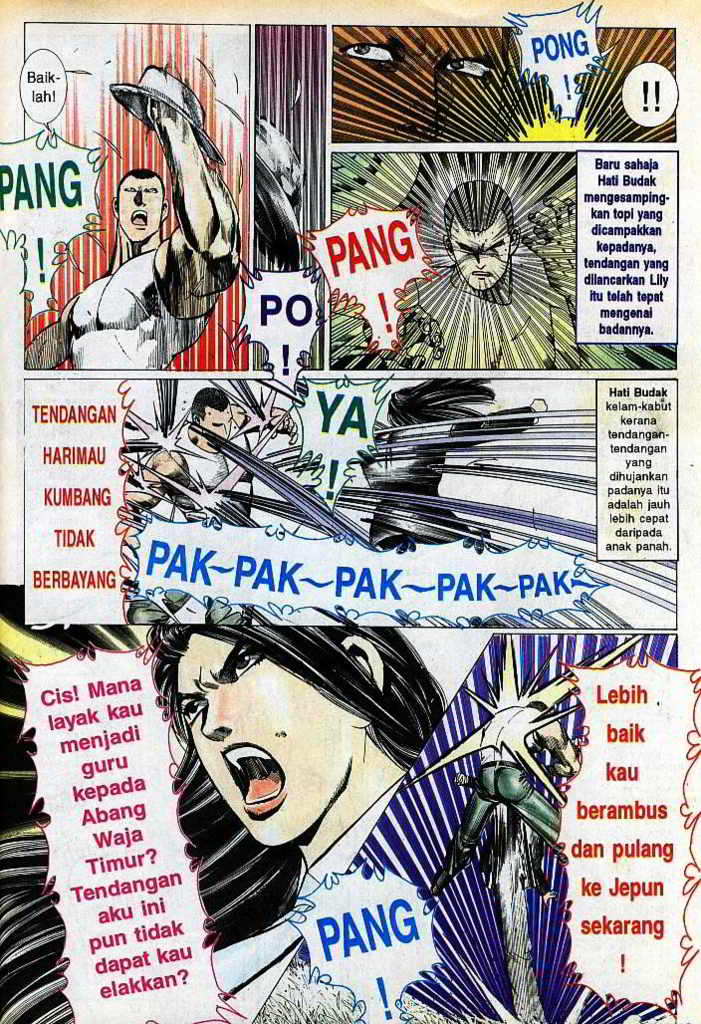 Baik-
lah!
PANG
!
PO
!
PONG
!
!!
PANG
!
Baru sahaja
Hati Budak
mengesamping-
kan topi yang
dicampakkan
kepadanya,
tendangan yang
dilancarkan Lily
itu telah tepat
mengenai
badannya.
TENDANGAN
HARIMAU
KUMBANG
TIDAK
BERBAYANG
YA
!
Hati Budak
kelam-kabut
kerana
tendangan-
tendangan
yang
dihujankan
padanya itu
adalah jauh
lebih cepat
daripada
anak panah.
PAK~PAK~PAK~PAK~PAK~
Cis! Mana
layak kau
menjadi
guru
kepada
Abang
Waja
Timur?
Tendangan
aku ini
pun tidak
dapat kau
elakkan?
PANG
!
Lebih
baik
kau
berambus
dan pulang
ke Jepun
sekarang
!